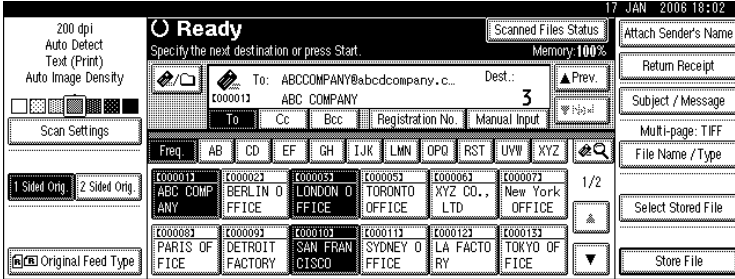 17 JAN 2006 18:02
200 dpi
Auto Detect
Text (Print)
Auto Image Density
Scan Settings
1 Sided Orig.
2 Sided Orig.
Original Feed Type
Ready
Scanned Files Status
Specify the next destination or press Start.
Memory:100%
To: ABCCOMPANY@abcdcompany.c...
Dest.:
[00001]
ABC COMPANY
3
▲Prev.
To
Cc
Bcc
Registration No.
Manual Input
Freq.
AB
CD
EF
GH
IJK
LMN
OPQ
RST
UVW
XYZ
[00001]
ABC COMP
ANY
[00002]
BERLIN O
FFICE
[00003]
LONDON O
FFICE
[00005]
TORONTO
OFFICE
[00006]
XYZ CO.,
LTD
[00007]
New York
OFFICE
1/2
[00008]
PARIS OF
FICE
[00009]
DETROIT
FACTORY
[00010]
SAN FRAN
CISCO
[00011]
SYDNEY O
FFICE
[00012]
LA FACTO
RY
[00013]
TOKYO OF
FICE
Attach Sender's Name
Return Receipt
Subject / Message
Multi-page: TIFF
File Name / Type
Select Stored File
Store File